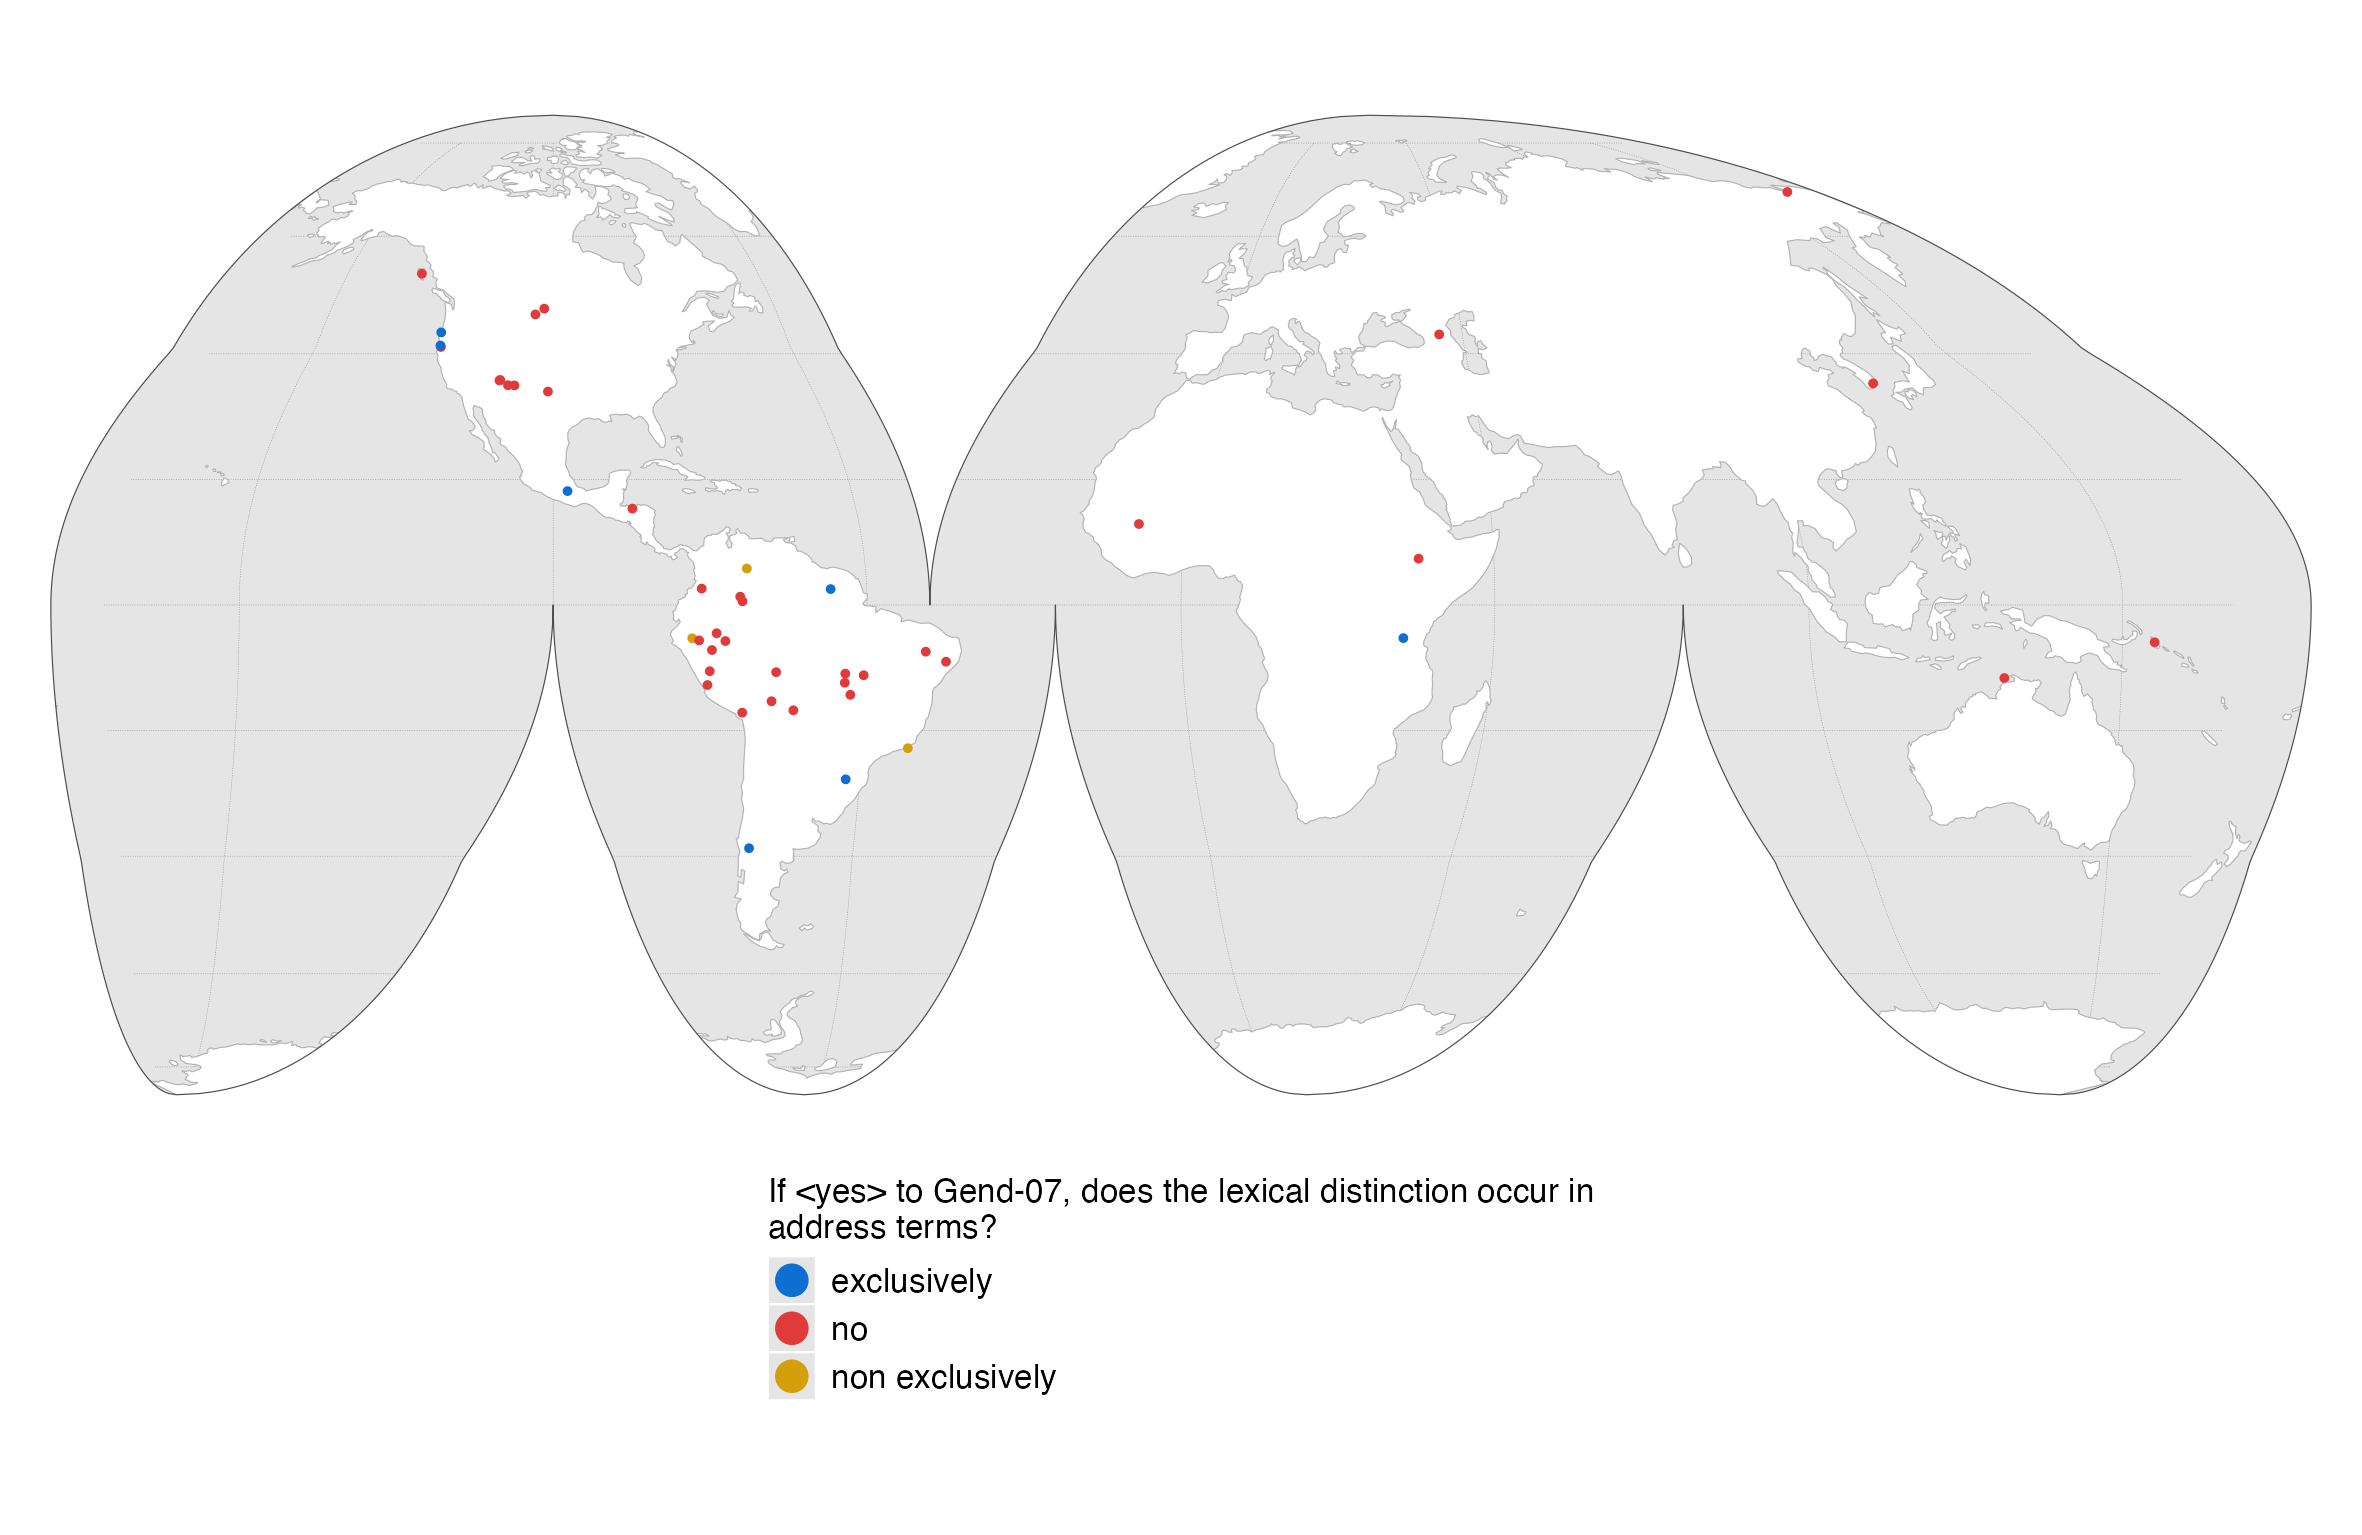 If <yes> to Gend-07, does the lexical distinction occur in
address terms?
exclusively
no
non exclusively